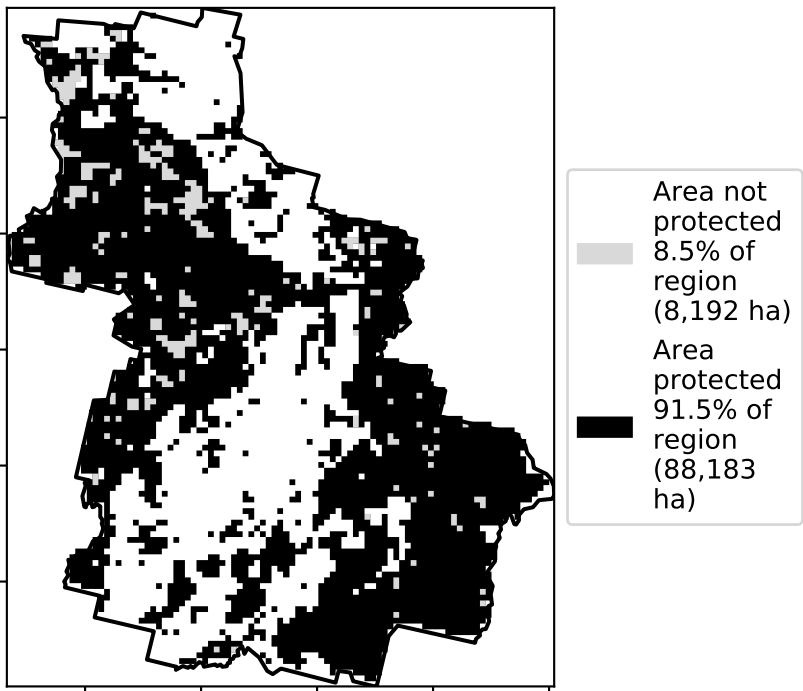 Area not
protected
8.5% of
region
(8,192 ha)
Area
protected
91.5% of
region
(88,183
ha)